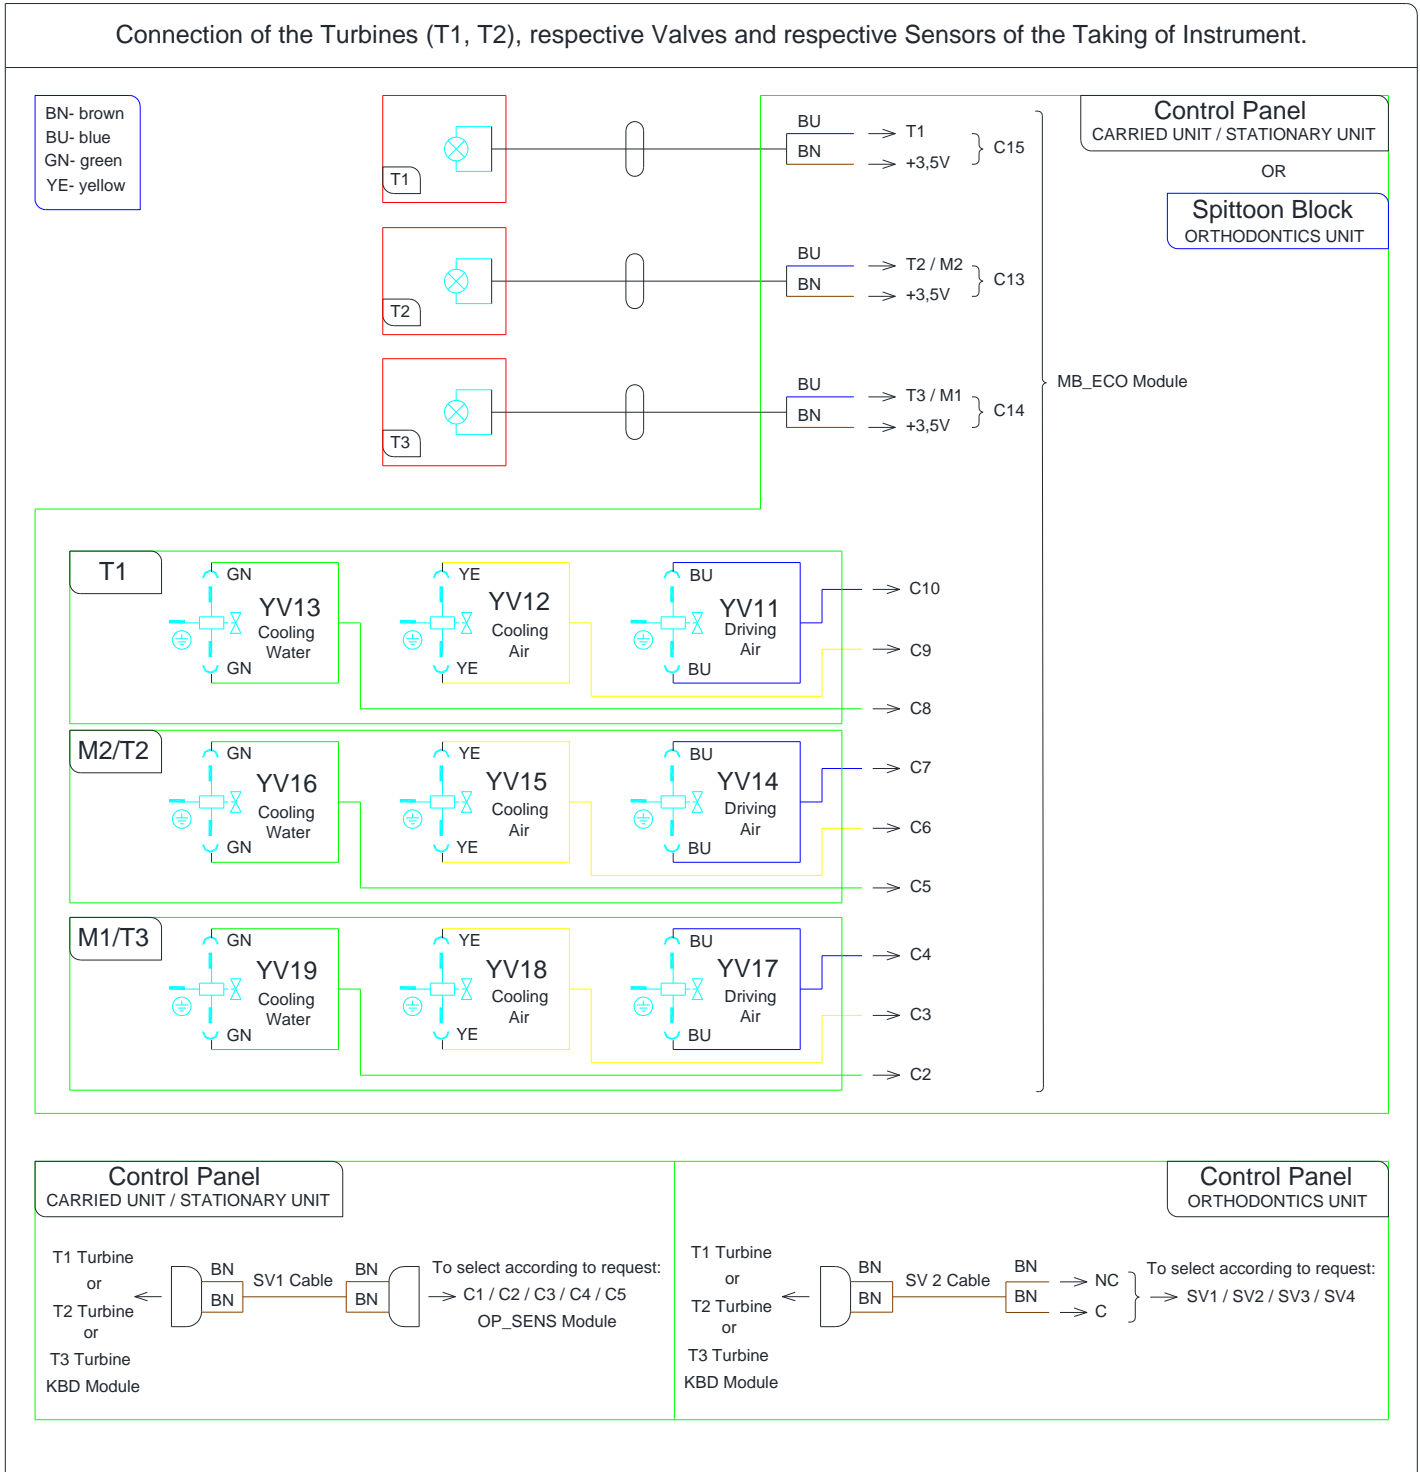 Connection of the Turbines (T1, T2), respective Valves and respective Sensors of the Taking of Instrument.
BN- brown
BU- blue
GN- green
YE- yellow
T1
BU
BN
T1
+3,5V
C15
T2
BU
BN
T2 / M2
+3,5V
C13
T3
BU
BN
T3 / M1
+3,5V
C14
MB_ECO Module
Control Panel
CARRIED UNIT / STATIONARY UNIT
OR
Spittoon Block
ORTHODONTICS UNIT
T1
GN
YV13
Cooling
Water
GN
YE
YV12
Cooling
Air
YE
BU
YV11
Driving
Air
BU
C10
C9
C8
M2/T2
GN
YV16
Cooling
Water
GN
YE
YV15
Cooling
Air
YE
BU
YV14
Driving
Air
BU
C7
C6
C5
M1/T3
GN
YV19
Cooling
Water
GN
YE
YV18
Cooling
Air
YE
BU
YV17
Driving
Air
BU
C4
C3
C2
Control Panel
CARRIED UNIT / STATIONARY UNIT
T1 Turbine
or
T2 Turbine
or
T3 Turbine
KBD Module
BN
BN
SV1 Cable
BN
BN
To select according to request:
C1 / C2 / C3 / C4 / C5
OP_SENS Module
Control Panel
ORTHODONTICS UNIT
T1 Turbine
or
T2 Turbine
or
T3 Turbine
KBD Module
BN
BN
SV 2 Cable
BN
BN
NC
C
To select according to request:
SV1 / SV2 / SV3 / SV4